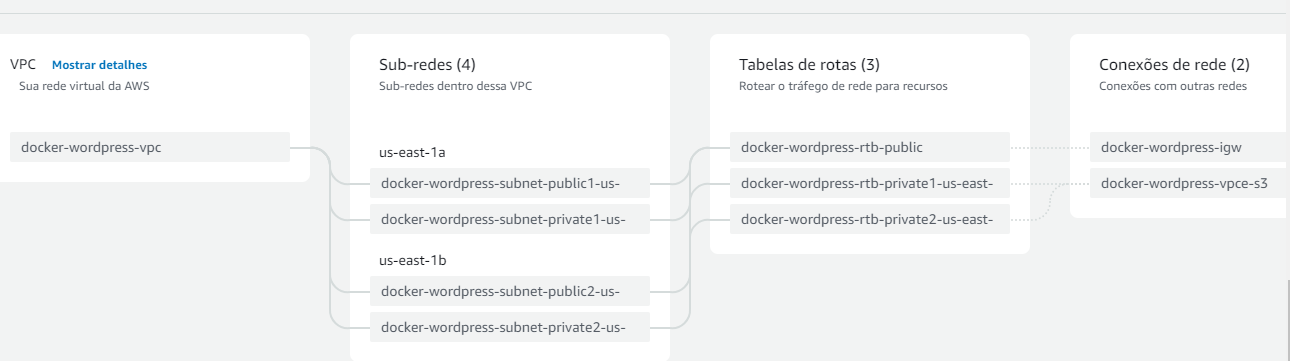 VPC Mostrar detalhes
Sua rede virtual da AWS
docker-wordpress-vpc
Sub-redes (4)
Sub-redes dentro dessa VPC
us-east-1a
docker-wordpress-subnet-public1-us-
docker-wordpress-subnet-private1-us-
us-east-1b
docker-wordpress-subnet-public2-us-
docker-wordpress-subnet-private2-us-
Tabelas de rotas (3)
Rotear o tráfego de rede para recursos
docker-wordpress-rtb-public
docker-wordpress-rtb-private1-us-east-
docker-wordpress-rtb-private2-us-east-
Conexões de rede (2)
Conexões com outras redes
docker-wordpress-igw
docker-wordpress-vpce-s3